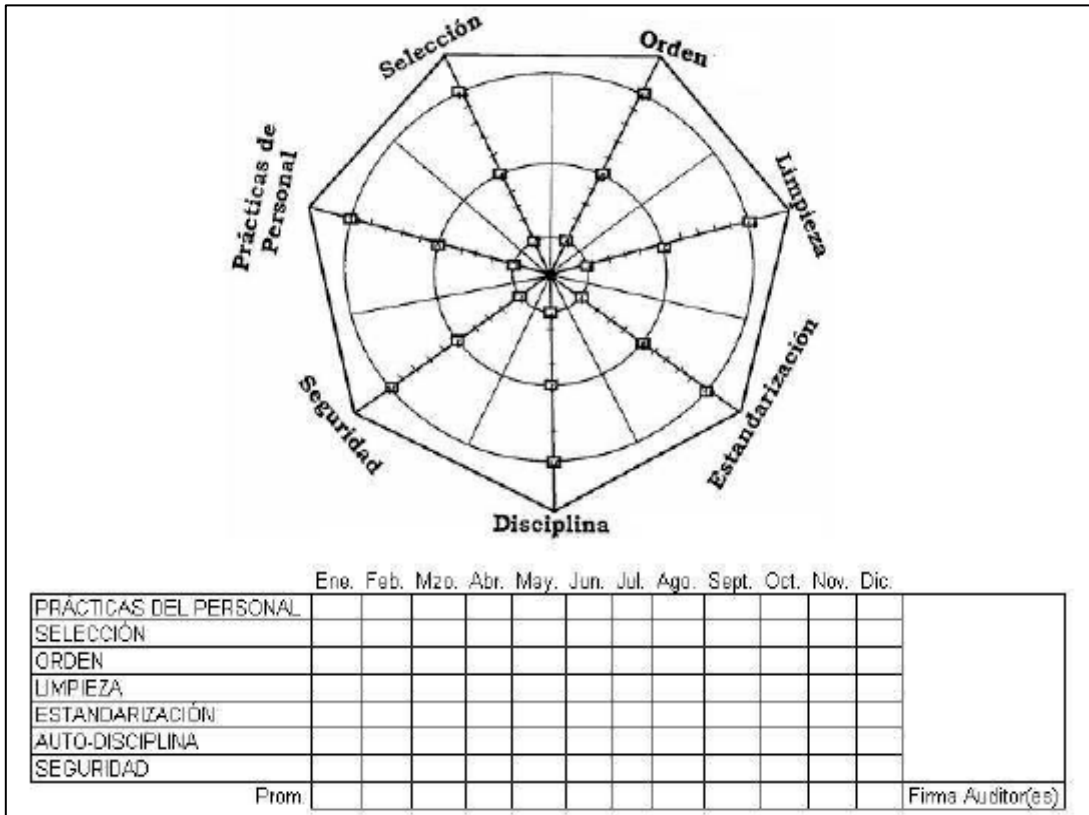 Selección
Orden
Prácticas de
Personal
Limpieza
Seguridad
Estandarización
Disciplina
Ene. Feb. Mzo. Abr. May. Jun. Jul. Ago. Sept. Oct. Nov. Dic.
PRÁCTICAS DEL PERSONAL
SELECCIÓN
ORDEN
LIMPIEZA
ESTANDARIZACIÓN
AUTO-DISCIPLINA
SEGURIDAD
Prom.
Firma Auditor(es)